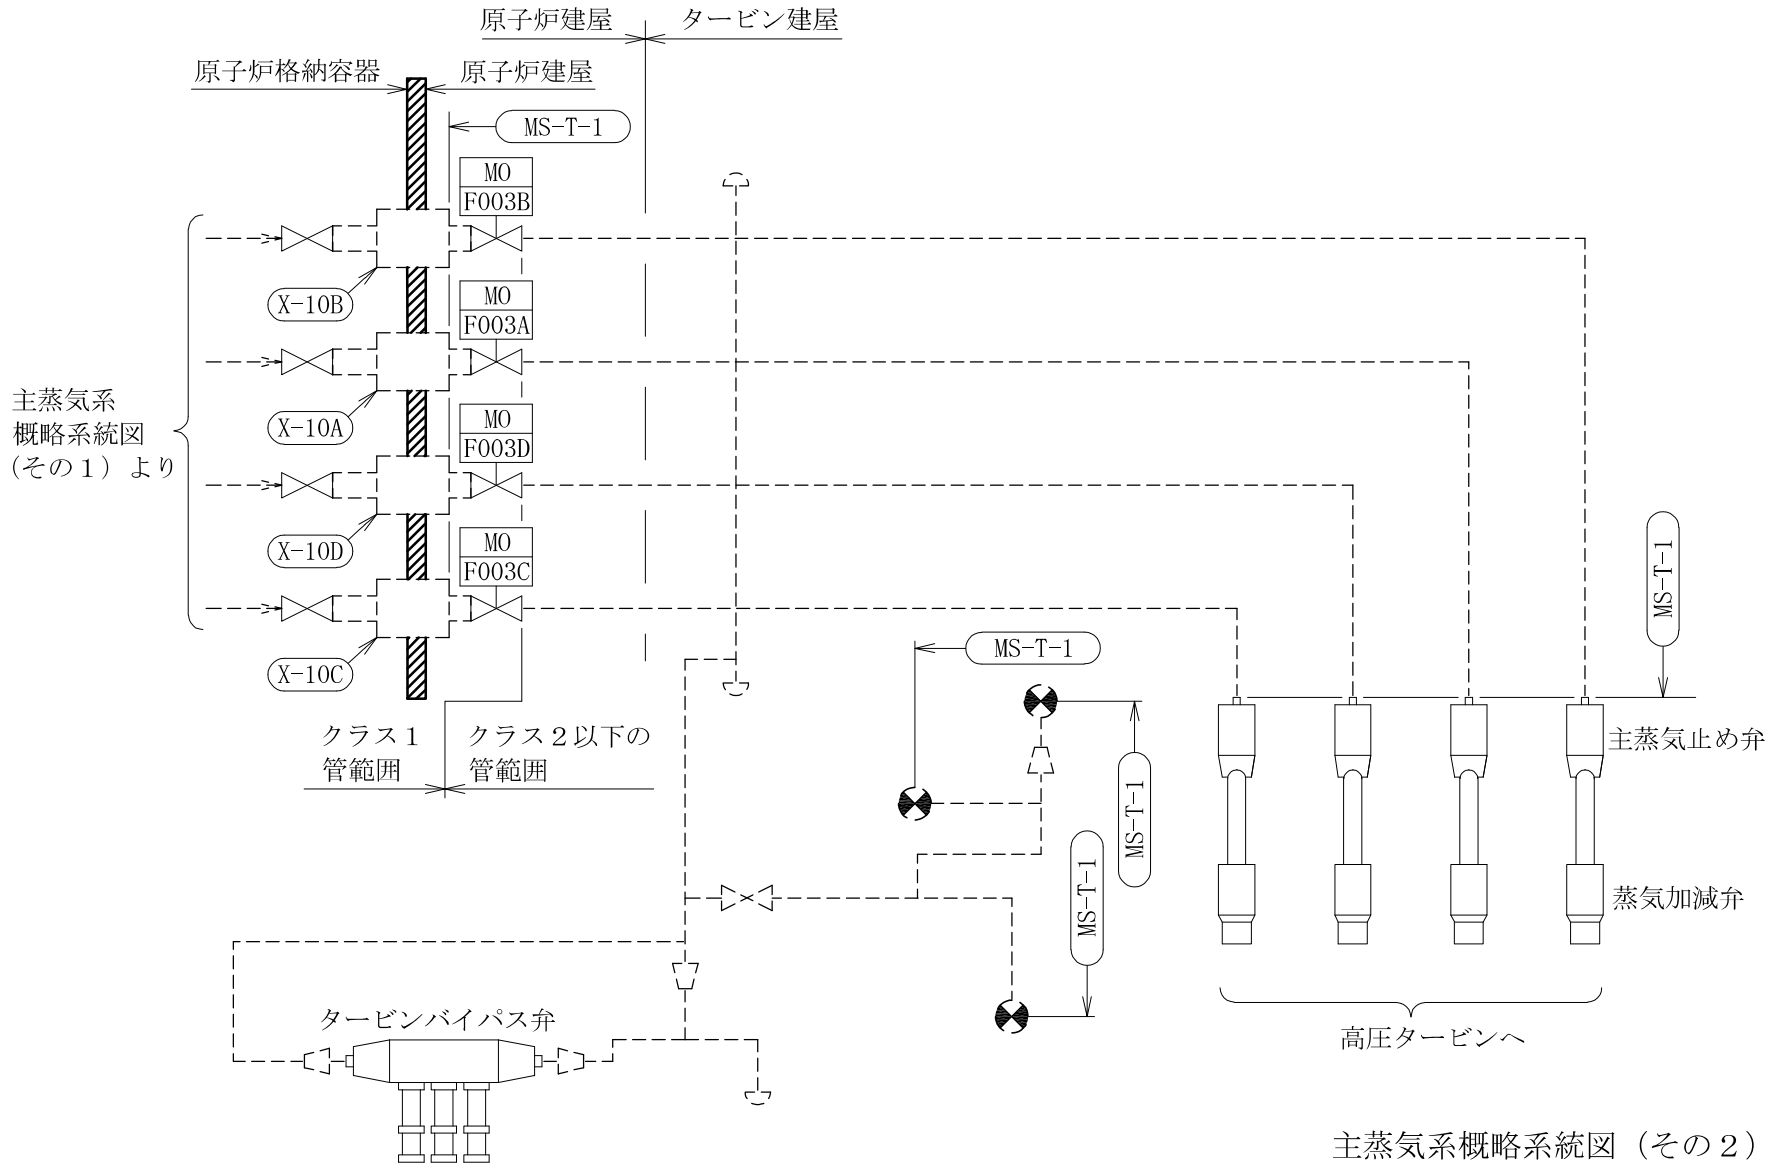 原子炉建屋 タービン建屋
原子炉格納容器 原子炉建屋
MS-T-1
MO
F003B
X-10B
MO
F003A
主蒸気系
概略系統図
(その1)より
X-10A
MO
F003D
X-10D
MO
F003C
X-10C
MS-T-1
MS-T-1
クラス1
管範囲
クラス2以下の
管範囲
MS-T-1
MS-T-1
主蒸気止め弁
蒸気加減弁
タービンバイパス弁
高圧タービンへ
主蒸気系概略系統図(その2)